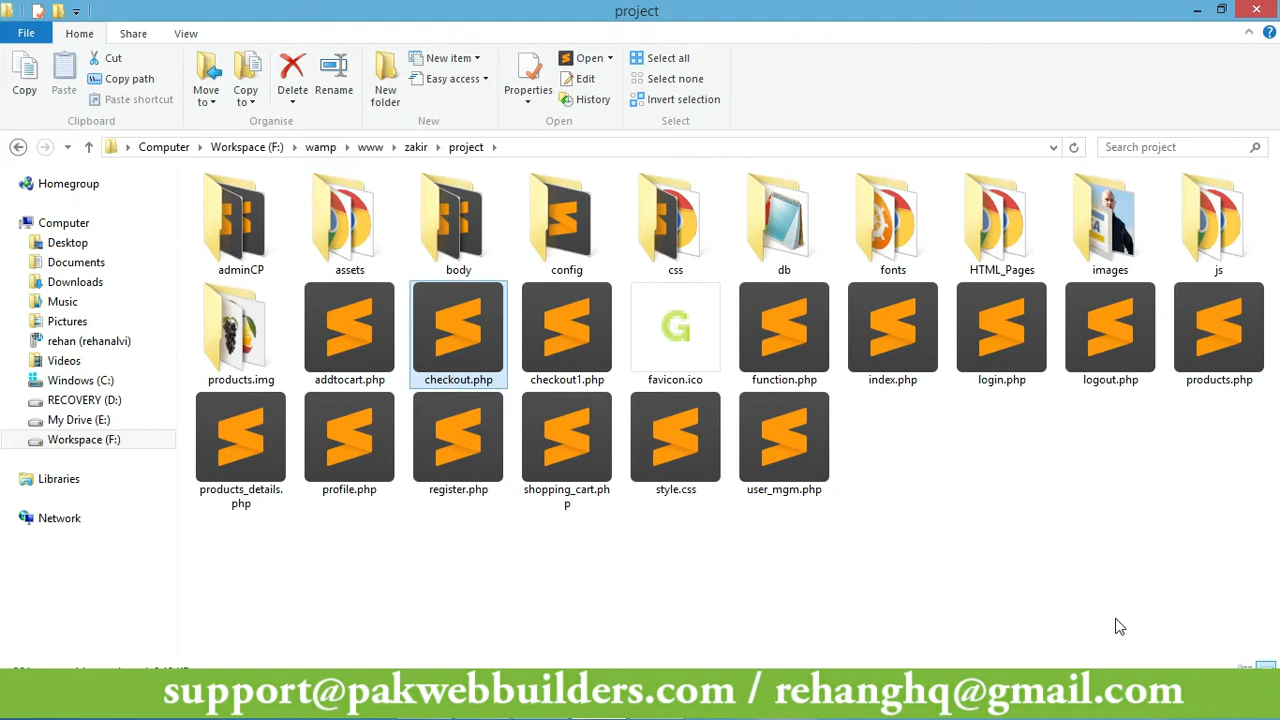 project
File Home Share View
Copy
Paste
Cut
Copy path
Paste shortcut
Clipboard
Move to
Copy to
Delete
Rename
Organise
New folder
New item
Easy access
New
Properties
Open
Edit
History
Open
Select all
Select none
Invert selection
Select
Computer Workspace (F:) wamp www zakir project
Search project
Homegroup
Computer
Desktop
Documents
Downloads
Music
Pictures
rehan (rehanalvi)
Videos
Windows (C:)
RECOVERY (D:)
My Drive (E:)
Workspace (F:)
Libraries
Network
adminCP assets body config css db fonts HTML_Pages images js
G
products.img addtocart.php checkout.php checkout1.php favicon.ico function.php index.php login.php logout.php products.php
products_details.php profile.php register.php shopping_cart.php style.css user_mgm.php
support@pakwebbuilders.com / rehanghq@gmail.com